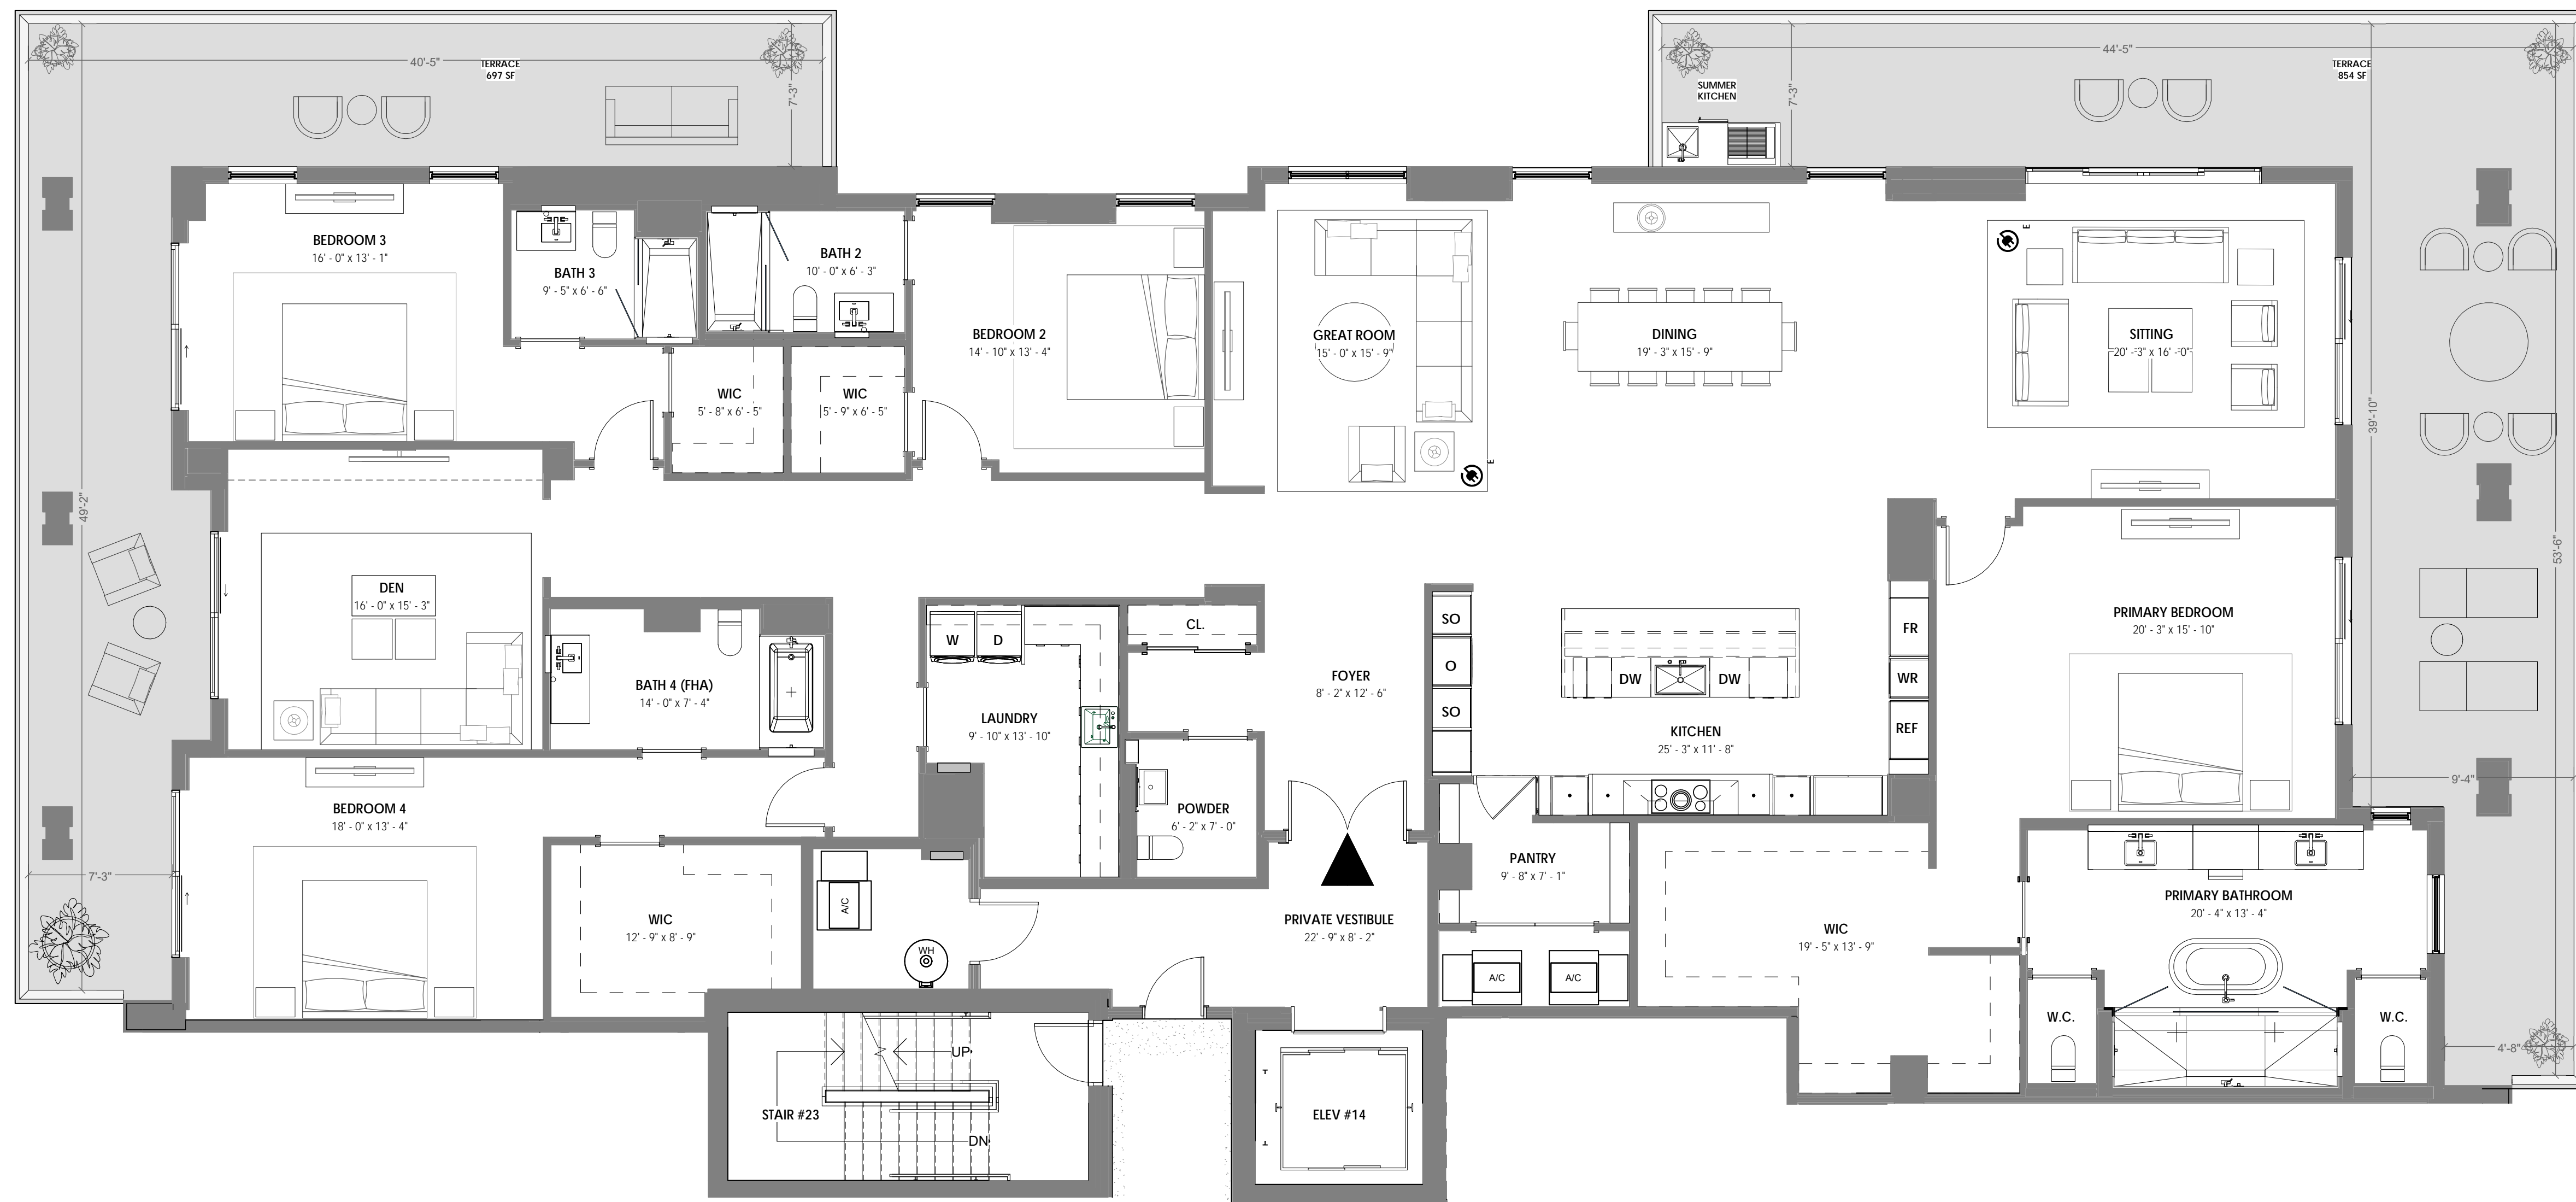 40'-5"
TERRACE
697 SF
7'-3"
44'-5"
TERRACE
854 SF
SUMMER
KITCHEN
7'-3"
BEDROOM 3
16' - 0" x 13' - 1"
BATH 3
9' - 5" x 6' - 6"
BATH 2
10' - 0" x 6' - 3"
BEDROOM 2
14' - 10" x 13' - 4"
GREAT ROOM
15' - 0" x 15' - 9"
E
DINING
19' - 3" x 15' - 9"
E
SITTING
20' - 3" x 16' - 0"
39'-10"
WIC
5' - 8" x 6' - 5"
WIC
5' - 9" x 6' - 5"
49'-2"
53'-6"
DEN
16' - 0" x 15' - 3"
BATH 4 (FHA)
14' - 0" x 7' - 4"
W
D
LAUNDRY
9' - 10" x 13' - 10"
CL.
FOYER
8' - 2" x 12' - 6"
SO
O
SO
DW
DW
KITCHEN
25' - 3" x 11' - 8"
FR
WR
REF
PRIMARY BEDROOM
20' - 3" x 15' - 10"
9'-4"
BEDROOM 4
18' - 0" x 13' - 4"
7'-3"
POWDER
6' - 2" x 7' - 0"
PANTRY
9' - 8" x 7' - 1"
WIC
12' - 9" x 8' - 9"
A/C
WH
PRIVATE VESTIBULE
22' - 9" x 8' - 2"
A/C
A/C
WIC
19' - 5" x 13' - 9"
PRIMARY BATHROOM
20' - 4" x 13' - 4"
W.C.
W.C.
4'-8"
UP
STAIR #23
DN
ELEV #14